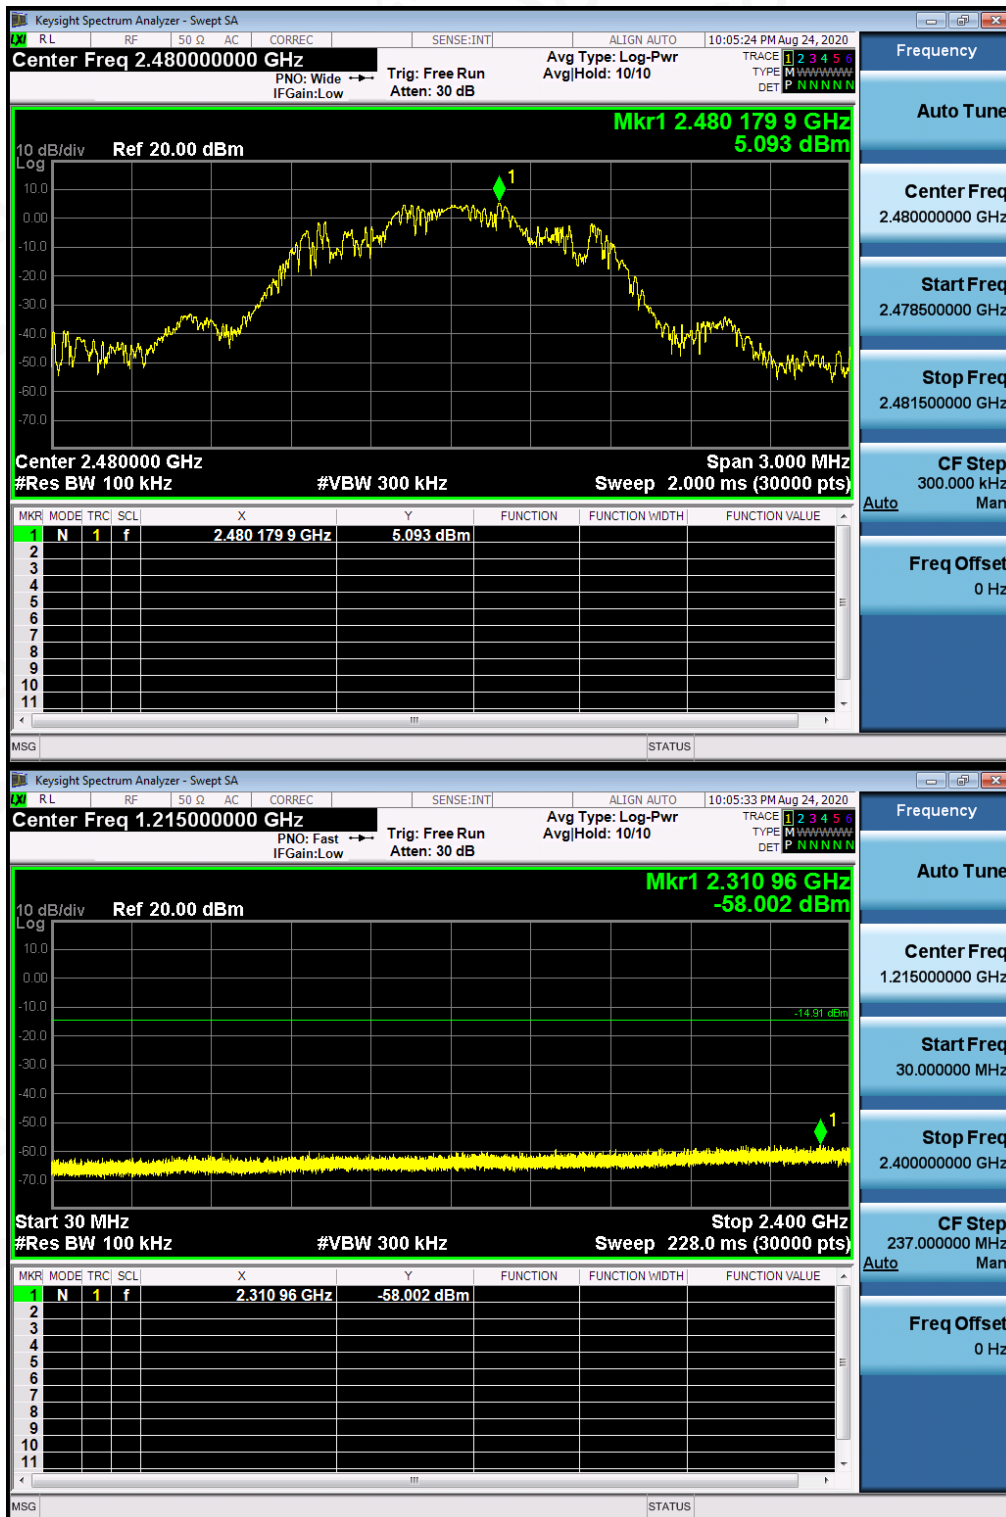 Keysight Spectrum Analyzer - Swept SA
LXI RL RF 50 Ω AC CORREC SENSE:INT ALIGN AUTO 10:05:24 PM Aug 24, 2020
Center Freq 2.480000000 GHz Avg Type: Log-Pwr TRACE 1 2 3 4 5 6
PNO: Wide Trig: Free Run Avg|Hold: 10/10 TYPE M WWWWW
IFGain:Low Atten: 30 dB DET P N N N N N
Mkr1 2.480 179 9 GHz
5.093 dBm
10 dB/div Ref 20.00 dBm
Log
10.0
0.00
-10.0
-20.0
-30.0
-40.0
-50.0
-60.0
-70.0
1
Center 2.480000 GHz Span 3.000 MHz
#Res BW 100 kHz #VBW 300 kHz Sweep 2.000 ms (30000 pts)
MKR MODE TRC SCL X Y FUNCTION FUNCTION WIDTH FUNCTION VALUE
1 N 1 f 2.480 179 9 GHz 5.093 dBm
2
3
4
5
6
7
8
9
10
11
MSG STATUS
Frequency
Auto Tune
Center Freq
2.480000000 GHz
Start Freq
2.478500000 GHz
Stop Freq
2.481500000 GHz
CF Step
300.000 kHz
Auto Man
Freq Offset
0 Hz
Keysight Spectrum Analyzer - Swept SA
LXI RL RF 50 Ω AC CORREC SENSE:INT ALIGN AUTO 10:05:33 PM Aug 24, 2020
Center Freq 1.215000000 GHz Avg Type: Log-Pwr TRACE 1 2 3 4 5 6
PNO: Fast Trig: Free Run Avg|Hold: 10/10 TYPE M WWWWW
IFGain:Low Atten: 30 dB DET P N N N N N
Mkr1 2.310 96 GHz
-58.002 dBm
10 dB/div Ref 20.00 dBm
Log
10.0
0.00
-10.0
-20.0
-30.0
-40.0
-50.0
-60.0
-70.0
-14.91 dBm
1
Start 30 MHz Stop 2.400 GHz
#Res BW 100 kHz #VBW 300 kHz Sweep 228.0 ms (30000 pts)
MKR MODE TRC SCL X Y FUNCTION FUNCTION WIDTH FUNCTION VALUE
1 N 1 f 2.310 96 GHz -58.002 dBm
2
3
4
5
6
7
8
9
10
11
MSG STATUS
Frequency
Auto Tune
Center Freq
1.215000000 GHz
Start Freq
30.000000 MHz
Stop Freq
2.400000000 GHz
CF Step
237.000000 MHz
Auto Man
Freq Offset
0 Hz